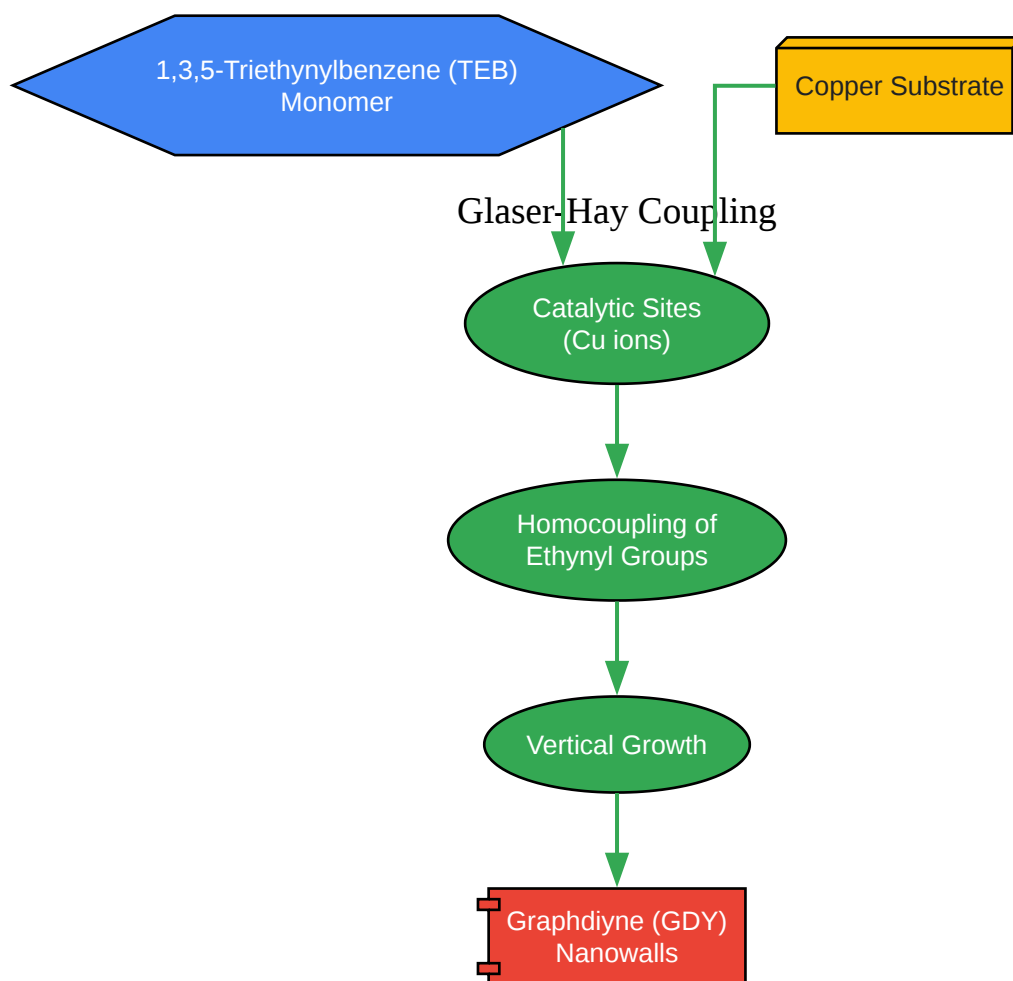 1,3,5-Triethynylbenzene (TEB)
Monomer
Copper Substrate
Glaser-Hay Coupling
Catalytic Sites
(Cu ions)
Homocoupling of
Ethynyl Groups
Vertical Growth
Graphdiyne (GDY)
Nanowalls